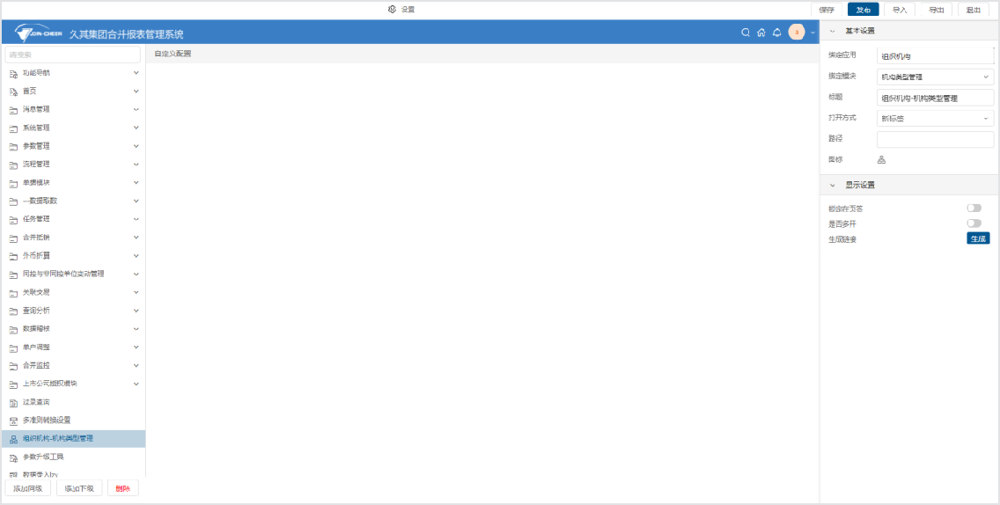 设置
保存
发布
导入
导出
退出
JOIN-CHEER 久其集团合并报表管理系统
请搜索
功能导航
首页
消息管理
系统管理
参数管理
流程管理
单据模块
一数据取数
任务管理
合并抵销
外币折算
同控与非同控单位变动管理
关联交易
查询分析
数据稽核
单户调整
合并监控
上市公司授权模块
过录查询
多准则转换设置
组织机构-机构类型管理
参数升级工具
数据录入lzy
添加同级
添加下级
删除
自定义配置
基本设置
绑定应用
组织机构
绑定模块
机构类型管理
标题
组织机构-机构类型管理
打开方式
新标签
路径
图标
显示设置
锁定在页签
是否多开
生成链接
生成